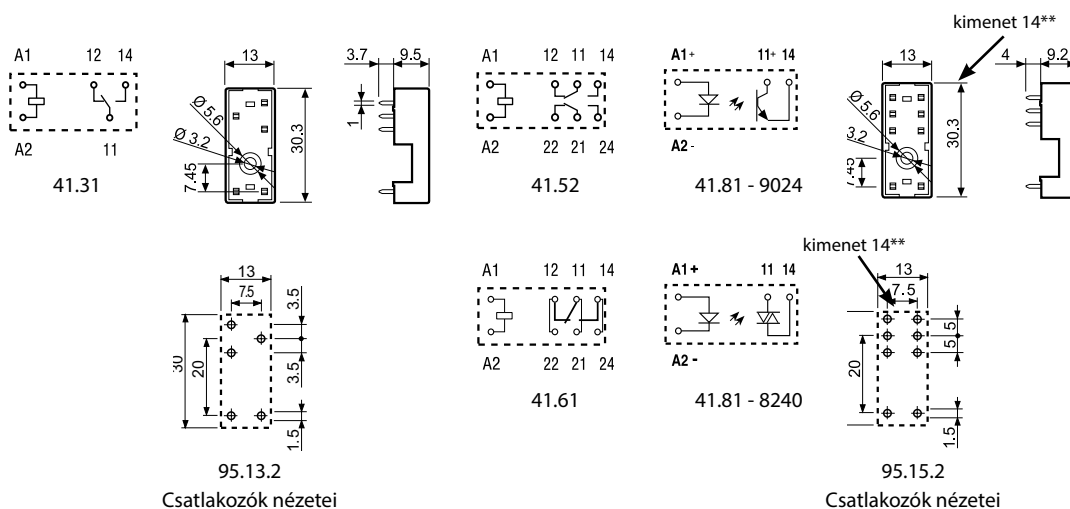 kimenet 14**
A1 12 14
A2 11
41.31
13
Ø 5.6
Ø 3.2
7.45
30.3
3.7 9.5
1
A1 12 11 14
A2 22 21 24
41.52
A1+ 11+ 14
A2-
41.81 - 9024
13
5.6
3.2
7.45
30.3
4 9.2
13
7.5
3.5
30
20
3.5
1.5
95.13.2
Csatlakozók nézetei
A1 12 11 14
A2 22 21 24
41.61
A1+ 11 14
A2 -
41.81 - 8240
kimenet 14**
13
7.5
5
5
20
1.5
95.15.2
Csatlakozók nézetei